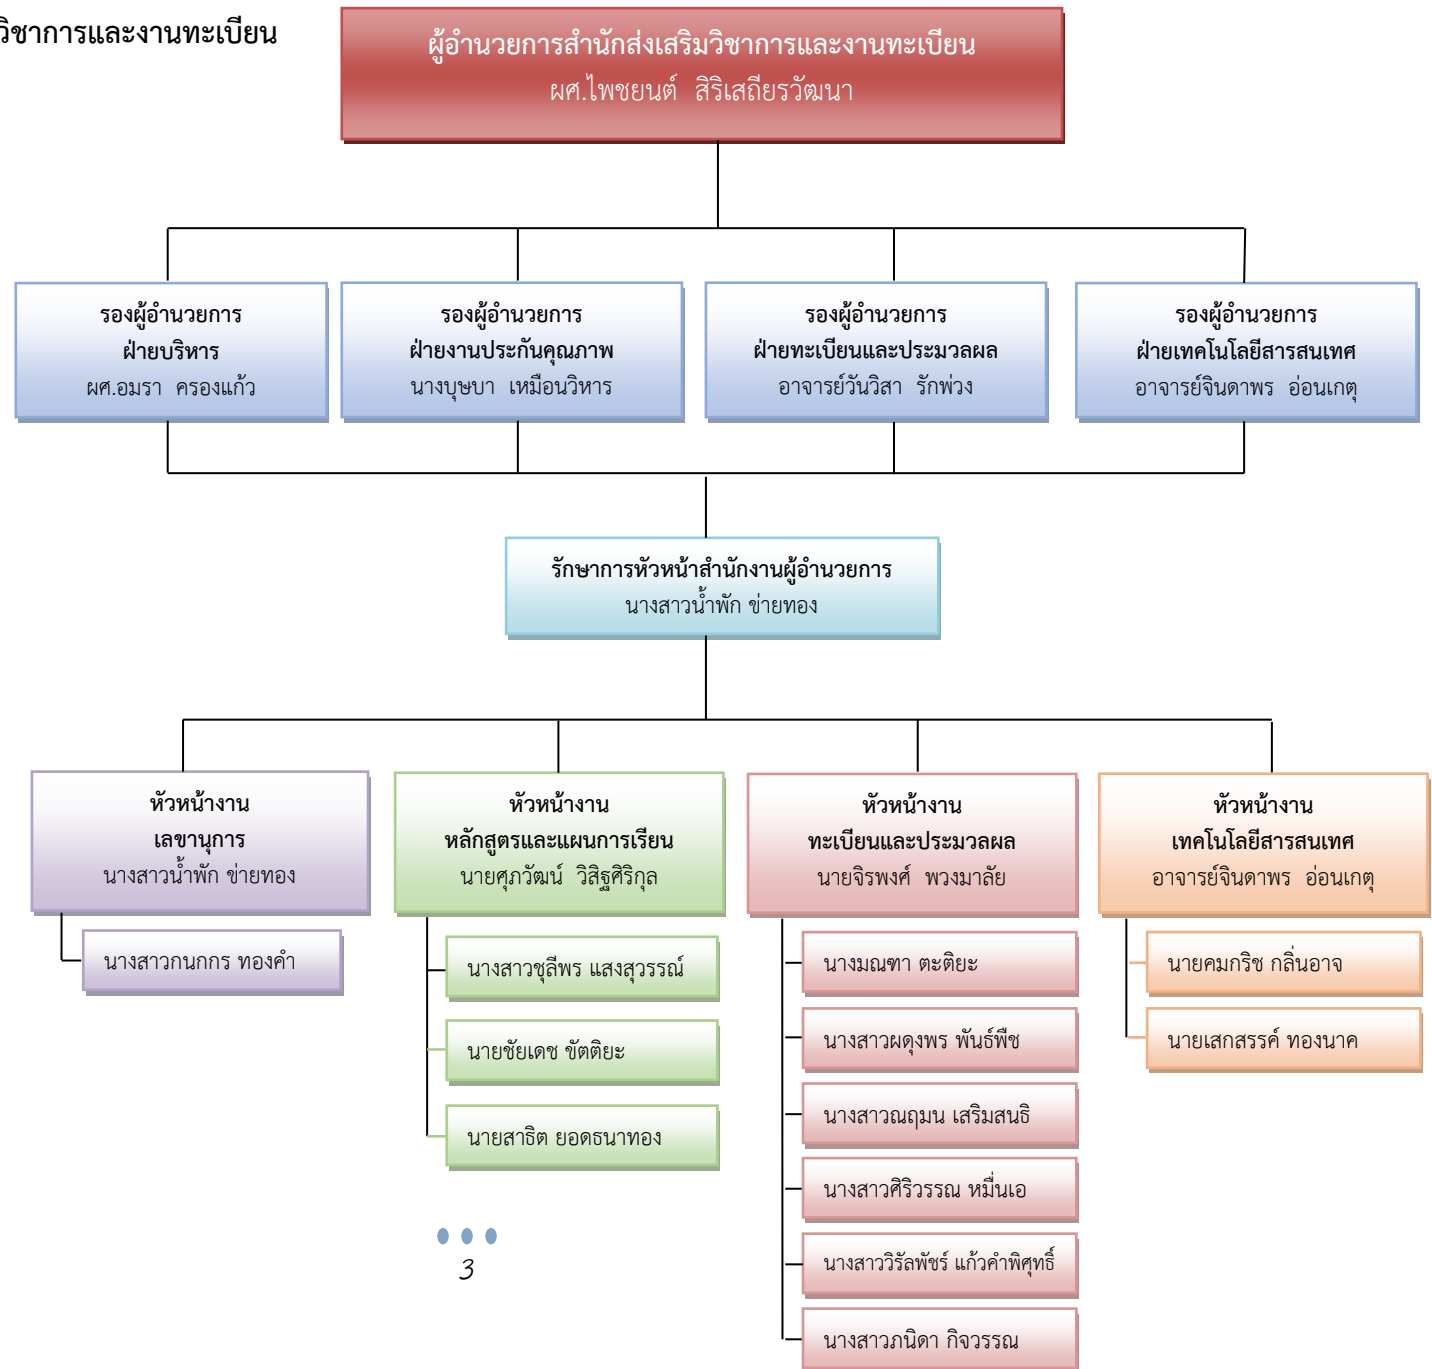 วิชาการและงานทะเบียน
ผู้อำนวยการสำนักส่งเสริมวิชาการและงานทะเบียน
ผศ.ไพชยนต์ สิริเสถียรวัฒนา
รองผู้อำนวยการ
ฝ่ายบริหาร
ผศ.อมรา ครองแก้ว
รองผู้อำนวยการ
ฝ่ายงานประกันคุณภาพ
นางบุษบา เหมือนวิหาร
รองผู้อำนวยการ
ฝ่ายทะเบียนและประมวลผล
อาจารย์วันวิสา รักพ่วง
รองผู้อำนวยการ
ฝ่ายเทคโนโลยีสารสนเทศ
อาจารย์จินดาพร อ่อนเกตุ
รักษาการหัวหน้าสำนักงานผู้อำนวยการ
นางสาวน้ำพัก ข่ายทอง
หัวหน้างาน
เลขานุการ
นางสาวน้ำพัก ข่ายทอง
นางสาวกนกกร ทองคำ
หัวหน้างาน
หลักสูตรและแผนการเรียน
นายศุภวัฒน์ วิสิฐศิริกุล
นางสาวชุลีพร แสงสุวรรณ์
นายชัยเดช ขัตติยะ
นายสาธิต ยอดธนาทอง
หัวหน้างาน
ทะเบียนและประมวลผล
นายจิรพงศ์ พวงมาลัย
นางมณฑา ตะติยะ
นางสาวผดุงพร พันธ์พืช
นางสาวณฤมน เสริมสนธิ
นางสาวศิริวรรณ หมื่นเอ
นางสาววิรัลพัชร์ แก้วคำพิศุทธิ์
นางสาวภนิดา กิจวรรณ
หัวหน้างาน
เทคโนโลยีสารสนเทศ
อาจารย์จินดาพร อ่อนเกตุ
นายคมกริช กลิ่นอาจ
นายเสกสรรค์ ทองนาค
3